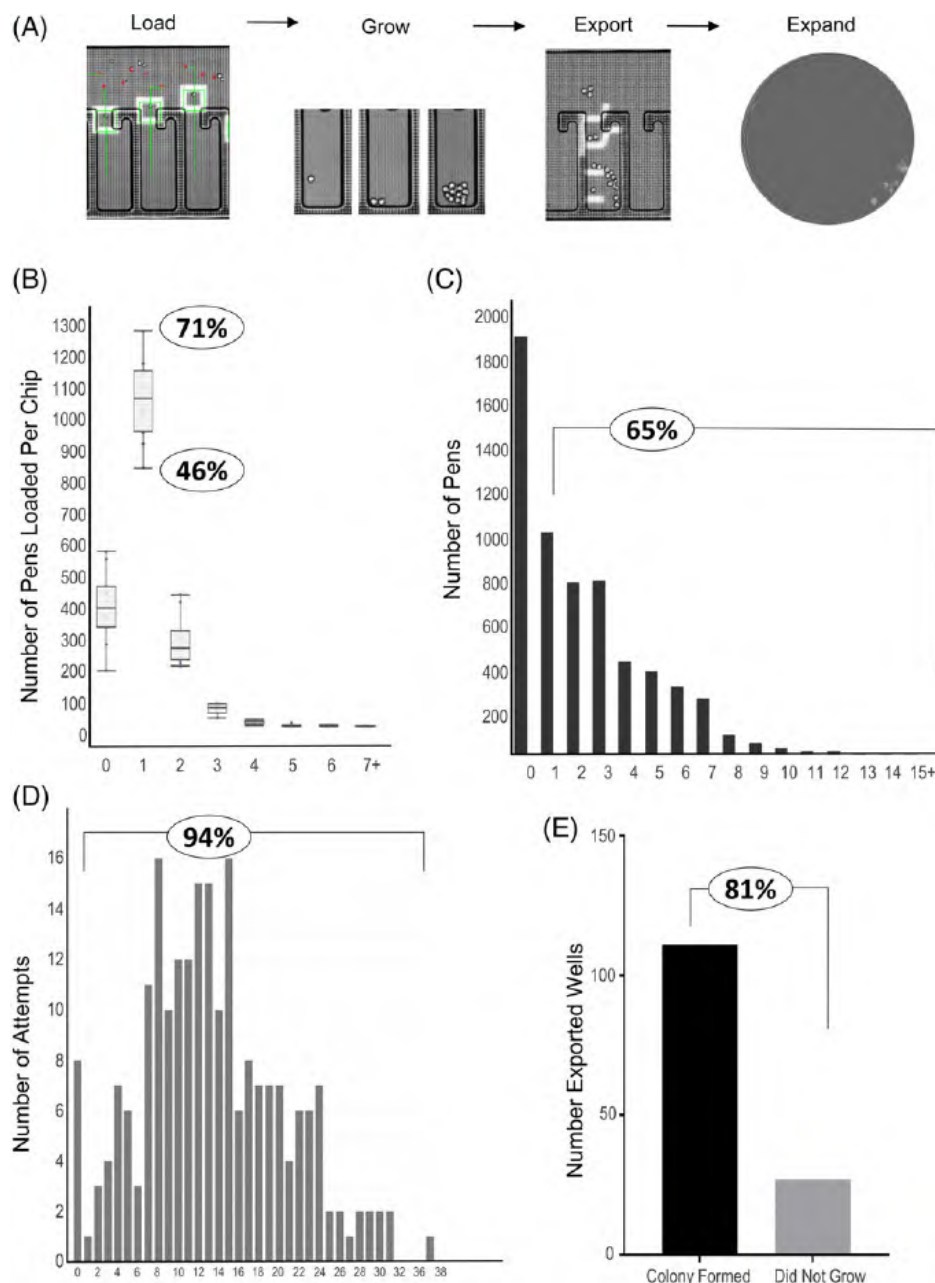 (A)
Load
Grow
Export
Expand
(B)
Number of Pens Loaded Per Chip
1300
1200
1100
1000
900
800
700
600
500
400
300
200
100
0
71%
46%
0 1 2 3 4 5 6 7+
(C)
Number of Pens
2000
1800
1600
1400
1200
1000
800
600
400
200
65%
0 1 2 3 4 5 6 7 8 9 10 11 12 13 14 15+
(D)
Number of Attempts
16
14
12
10
8
6
4
2
0
94%
0 2 4 6 8 10 12 14 16 18 20 22 24 26 28 30 32 36 38
(E)
Number Exported Wells
150
100
50
0
81%
Colony Formed Did Not Grow